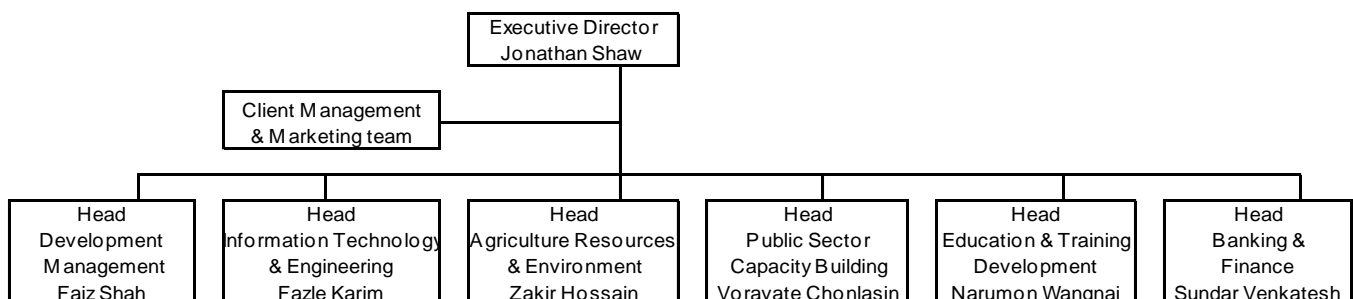 Executive Director
Jonathan Shaw
Client Management
& Marketing team
Head
Development
Management
Faiz Shah
Head
Information Technology
& Engineering
Fazle Karim
Head
Agriculture Resources
& Environment
Zakir Hossain
Head
Public Sector
Capacity Building
Voravate Chonlasin
Head
Education & Training
Development
Narumon Wangnai
Head
Banking &
Finance
Sundar Venkatesh